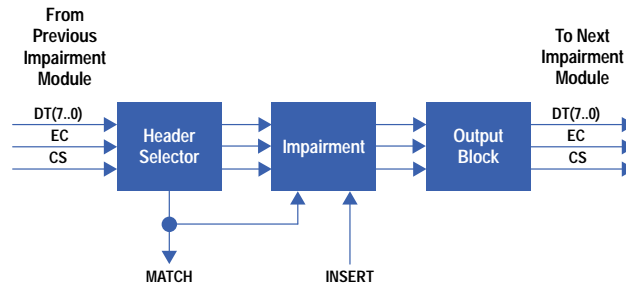 From
Previous
Impairment
Module
To Next
Impairment
Module
DT(7..0)
EC
CS
Header
Selector
Impairment
Output
Block
DT(7..0)
EC
CS
MATCH
INSERT